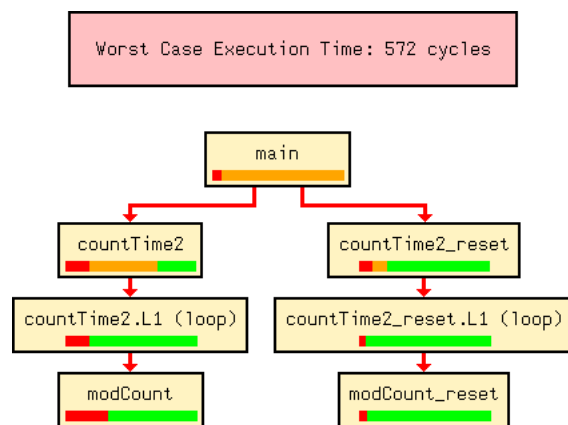 Worst Case Execution Time: 572 cycles
main
countTime2
countTime2_reset
countTime2.L1 (loop)
countTime2_reset.L1 (loop)
modCount
modCount_reset